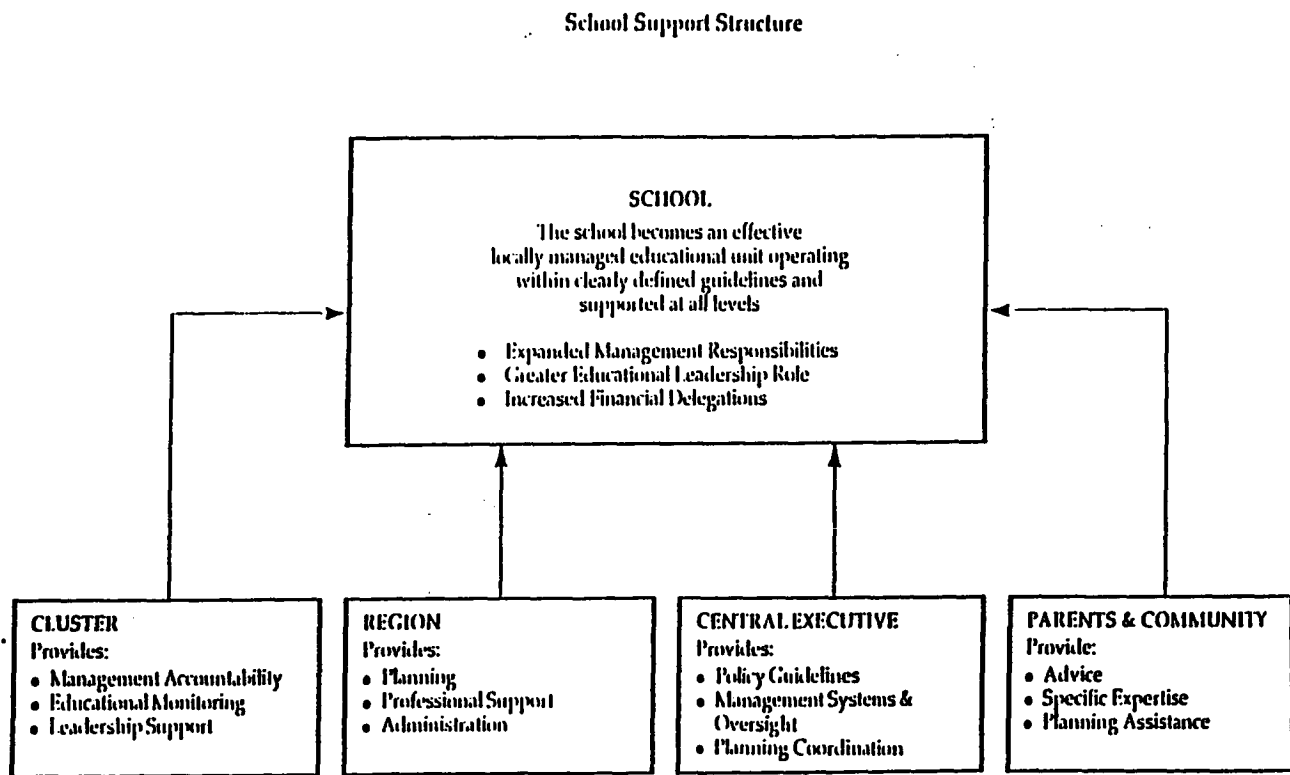 School Support Structure
SCHOOL
The school becomes an effective
locally managed educational unit operating
within clearly defined guidelines and
supported at all levels
• Expanded Management Responsibilities
• Greater Educational Leadership Role
• Increased Financial Delegations
CLUSTER
Provides:
• Management Accountability
• Educational Monitoring
• Leadership Support
REGION
Provides:
• Planning
• Professional Support
• Administration
CENTRAL EXECUTIVE
Provides:
• Policy Guidelines
• Management Systems &
Oversight
• Planning Coordination
PARENTS & COMMUNITY
Provide:
• Advice
• Specific Expertise
• Planning Assistance